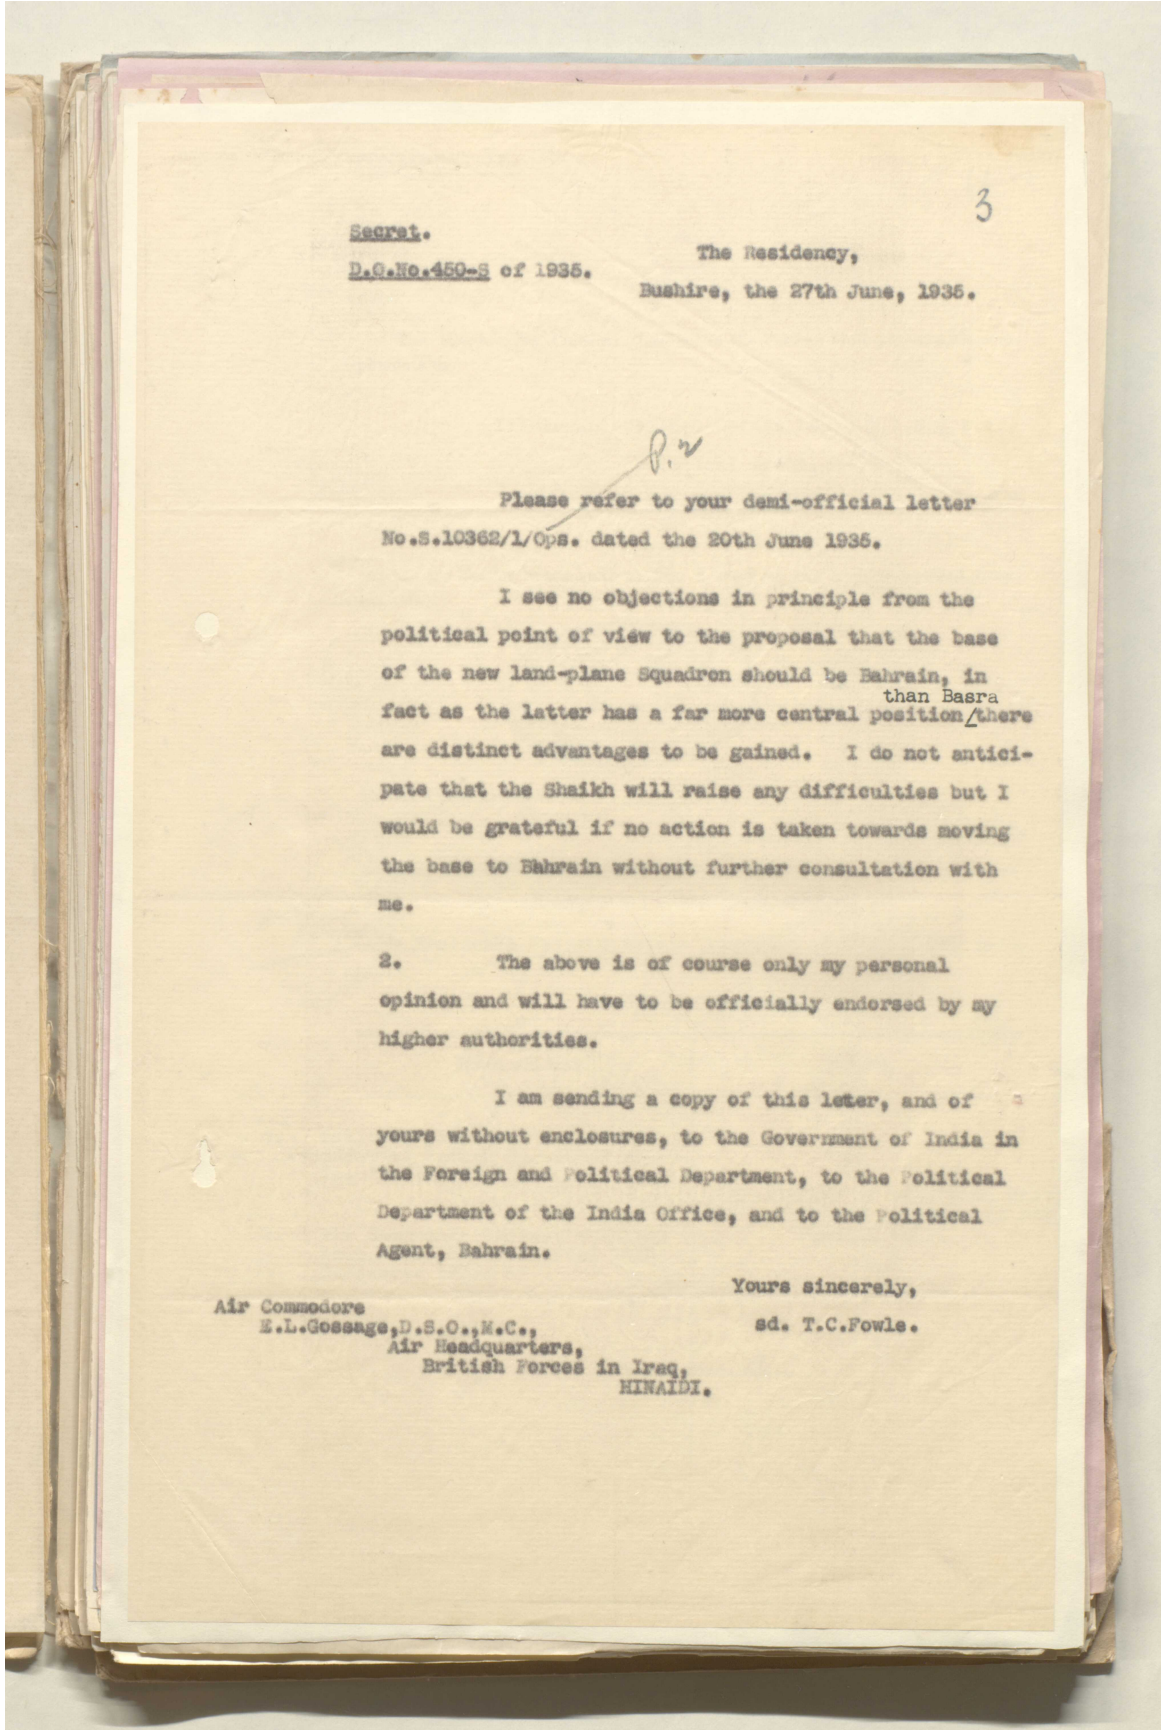 3
Secret.
D.O.No.450-S of 1935.
The Residency,
Bushire, the 27th June, 1935.
P.2
Please refer to your demi-official letter
No.S.10362/1/Ops. dated the 20th June 1935.
I see no objections in principle from the
political point of view to the proposal that the base
of the new land-plane Squadron should be Bahrain, in
than Basra
fact as the latter has a far more central position/there
are distinct advantages to be gained. I do not antici-
pate that the Shaikh will raise any difficulties but I
would be grateful if no action is taken towards moving
the base to Bahrain without further consultation with
me.
2. The above is of course only my personal
opinion and will have to be officially endorsed by my
higher authorities.
I am sending a copy of this leter, and of
yours without enclosures, to the Government of India in
the Foreign and Political Department, to the Political
Department of the India Office, and to the Political
Agent, Bahrain.
Yours sincerely,
sd. T.C.Fowle.
Air Commodore
E.L.Gossage,D.S.O.,M.C.,
Air Headquarters,
British Forces in Iraq,
HINAIDI.